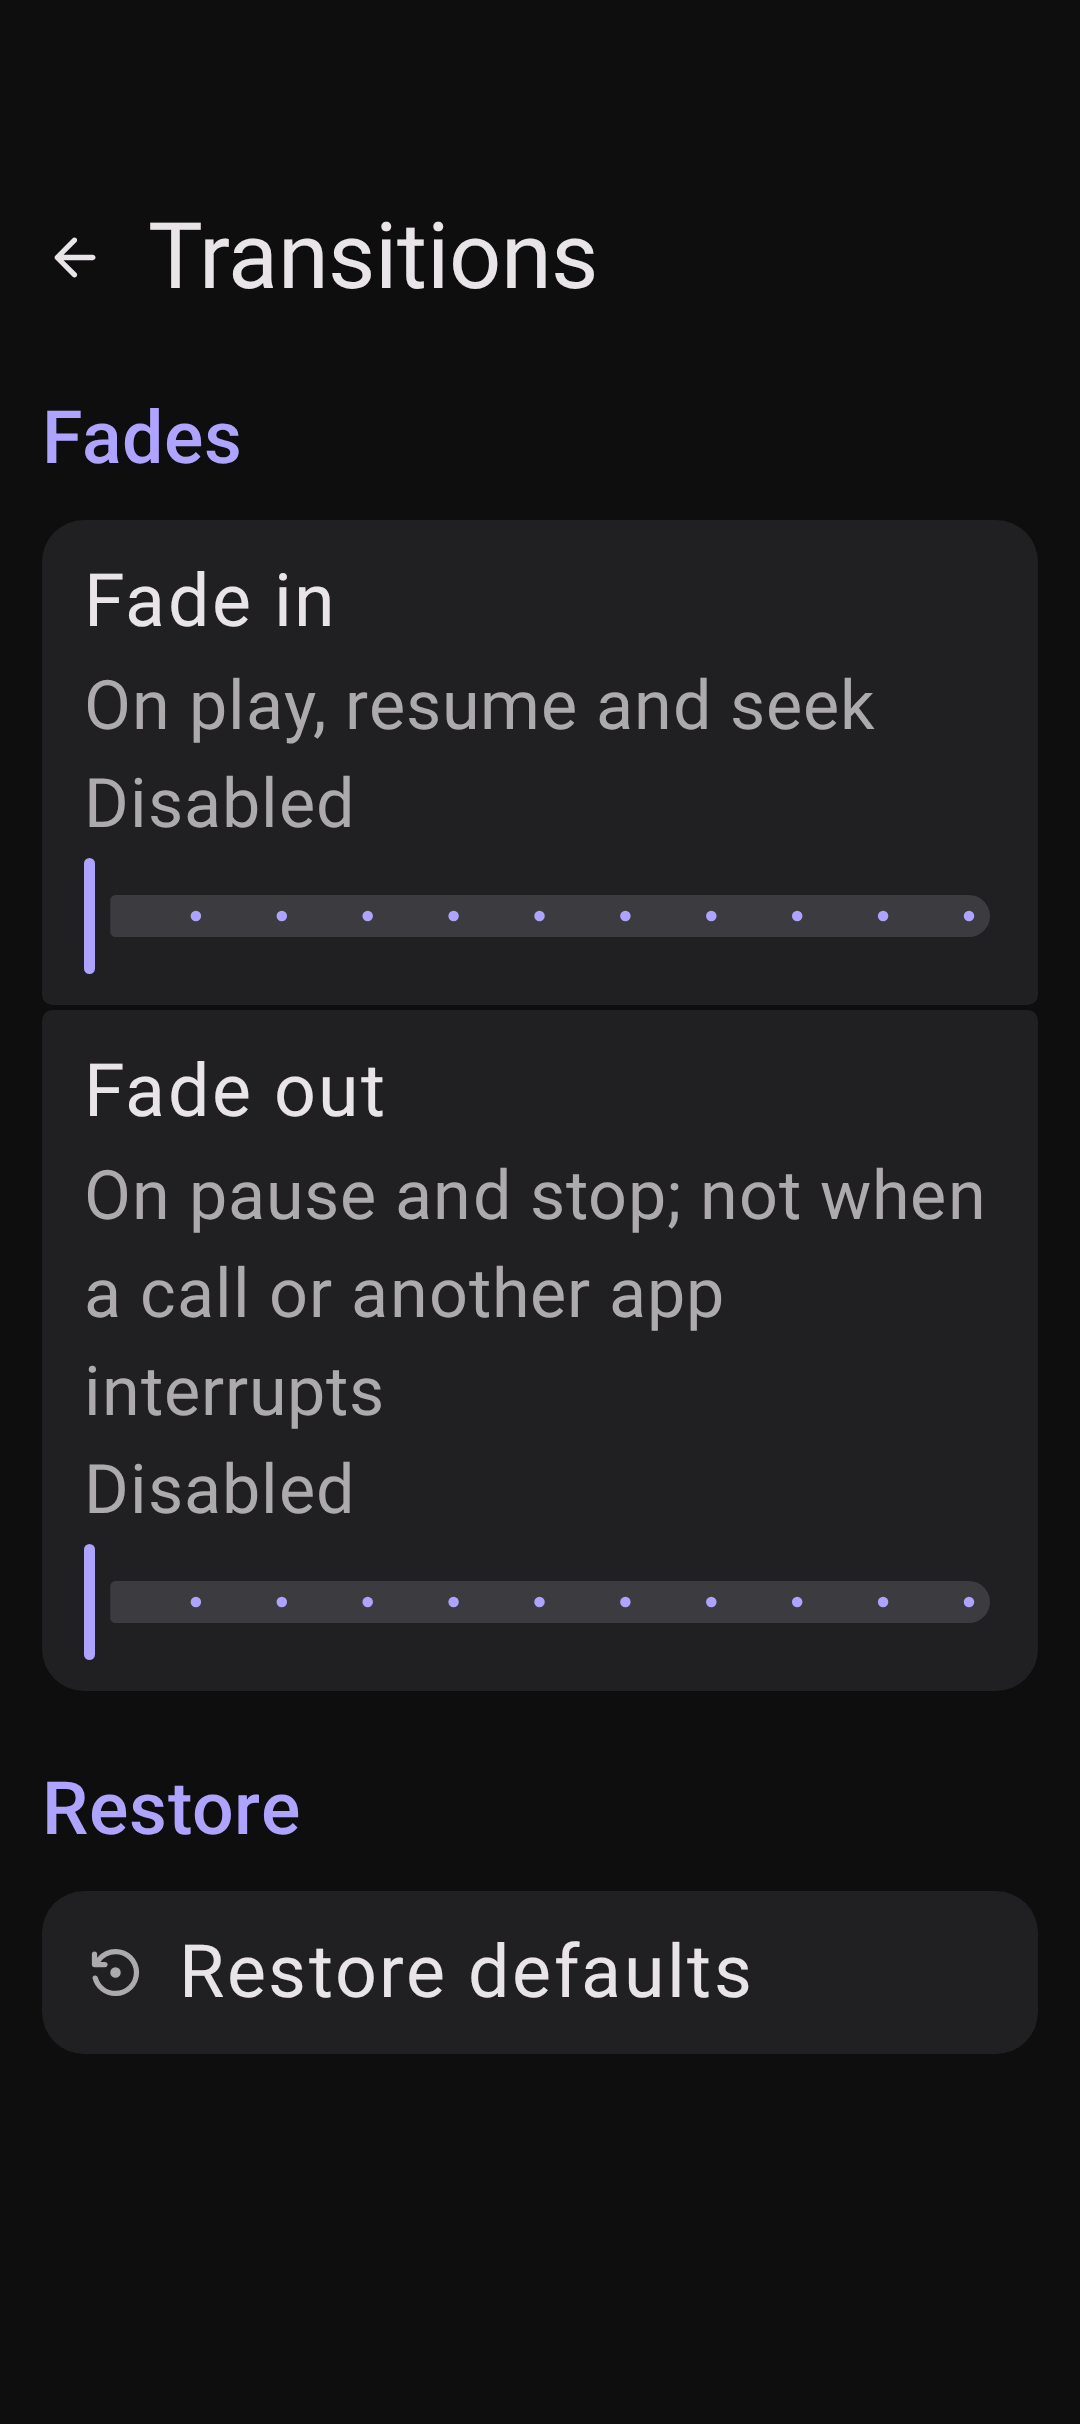 Transitions
Fades
Fade in
On play, resume and seek
Disabled
Fade out
On pause and stop; not when
a call or another app
interrupts
Disabled
Restore
Restore defaults